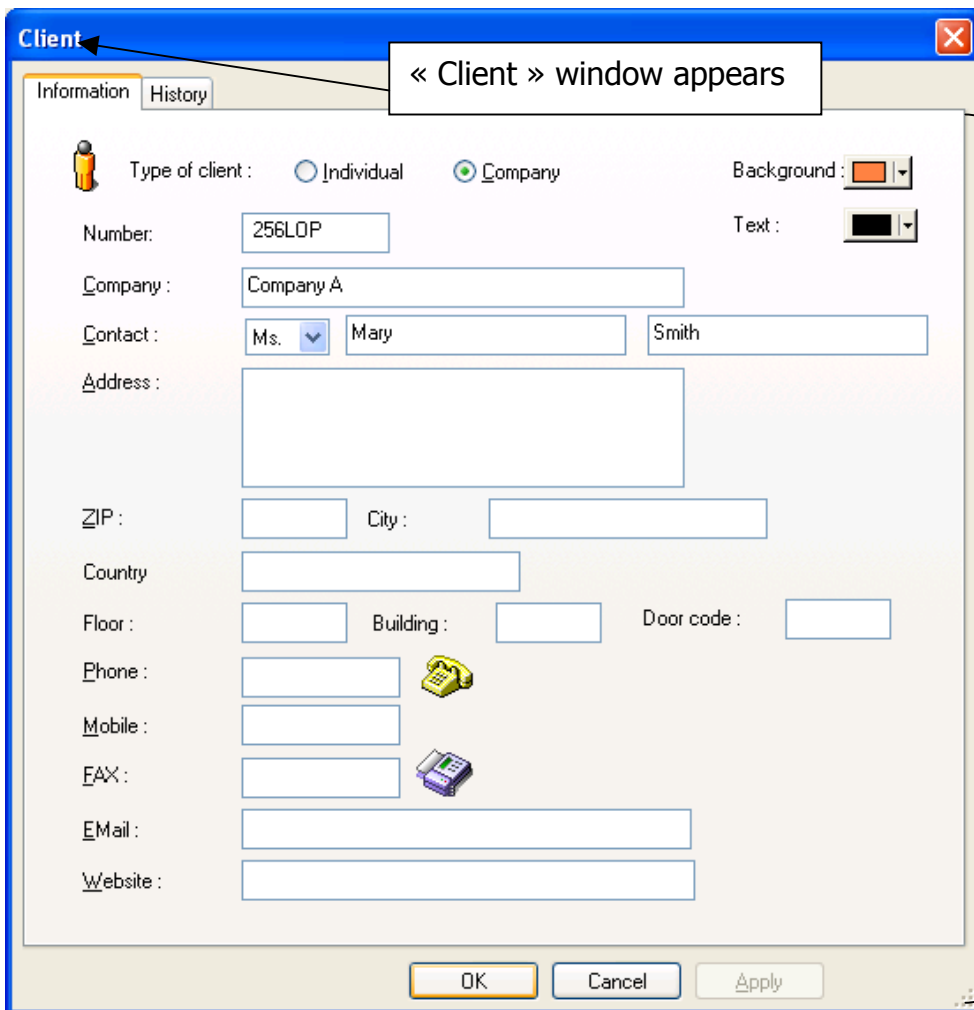 Client
« Client » window appears
Information History
Type of client : Individual Company Background :
Number: 256LOP Text :
Company : Company A
Contact : Ms. Mary Smith
Address :
ZIP : City :
Country
Floor : Building : Door code :
Phone :
Mobile :
FAX :
EMail :
Website :
OK Cancel Apply